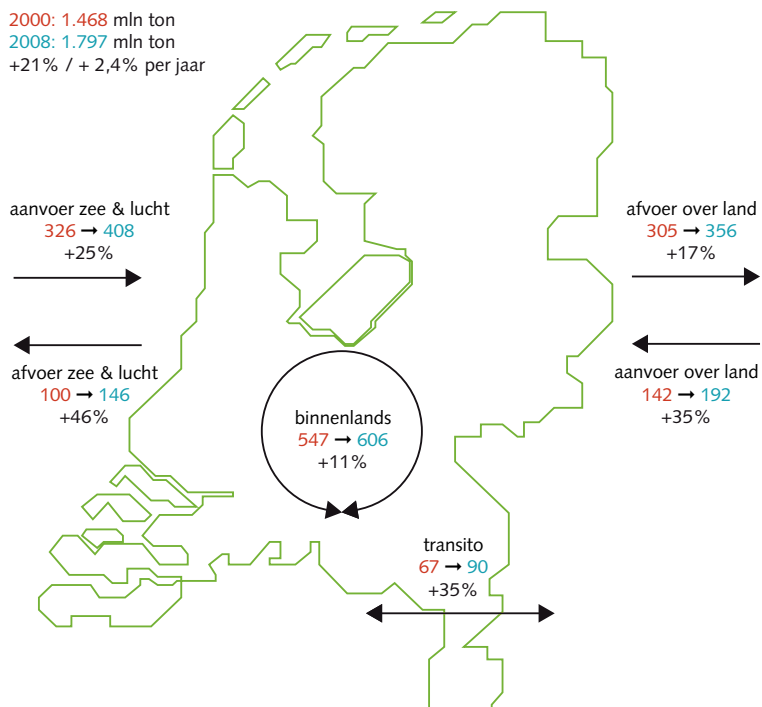 2000: 1.468 mln ton
2008: 1.797 mln ton
+21% / + 2,4% per jaar
aanvoer zee & lucht
326 → 408
+25%
afvoer over land
305 → 356
+17%
afvoer zee & lucht
100 → 146
+46%
aanvoer over land
142 → 192
+35%
binnenlands
547 → 606
+11%
transito
67 → 90
+35%